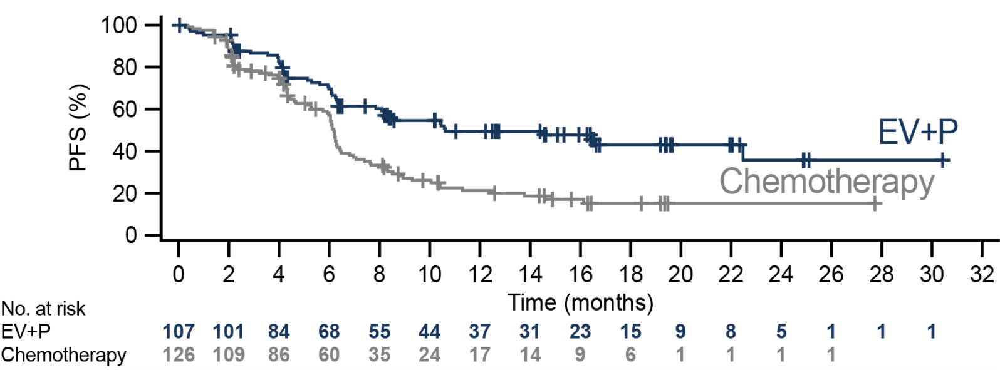 100
80
60
40
20
0
PFS (%)
EV+P
Chemotherapy
0 2 4 6 8 10 12 14 16 18 20 22 24 26 28 30 32
Time (months)
No. at risk
EV+P 107 101 84 68 55 44 37 31 23 15 9 8 5 1 1 1
Chemotherapy 126 109 86 60 35 24 17 14 9 6 1 1 1 1